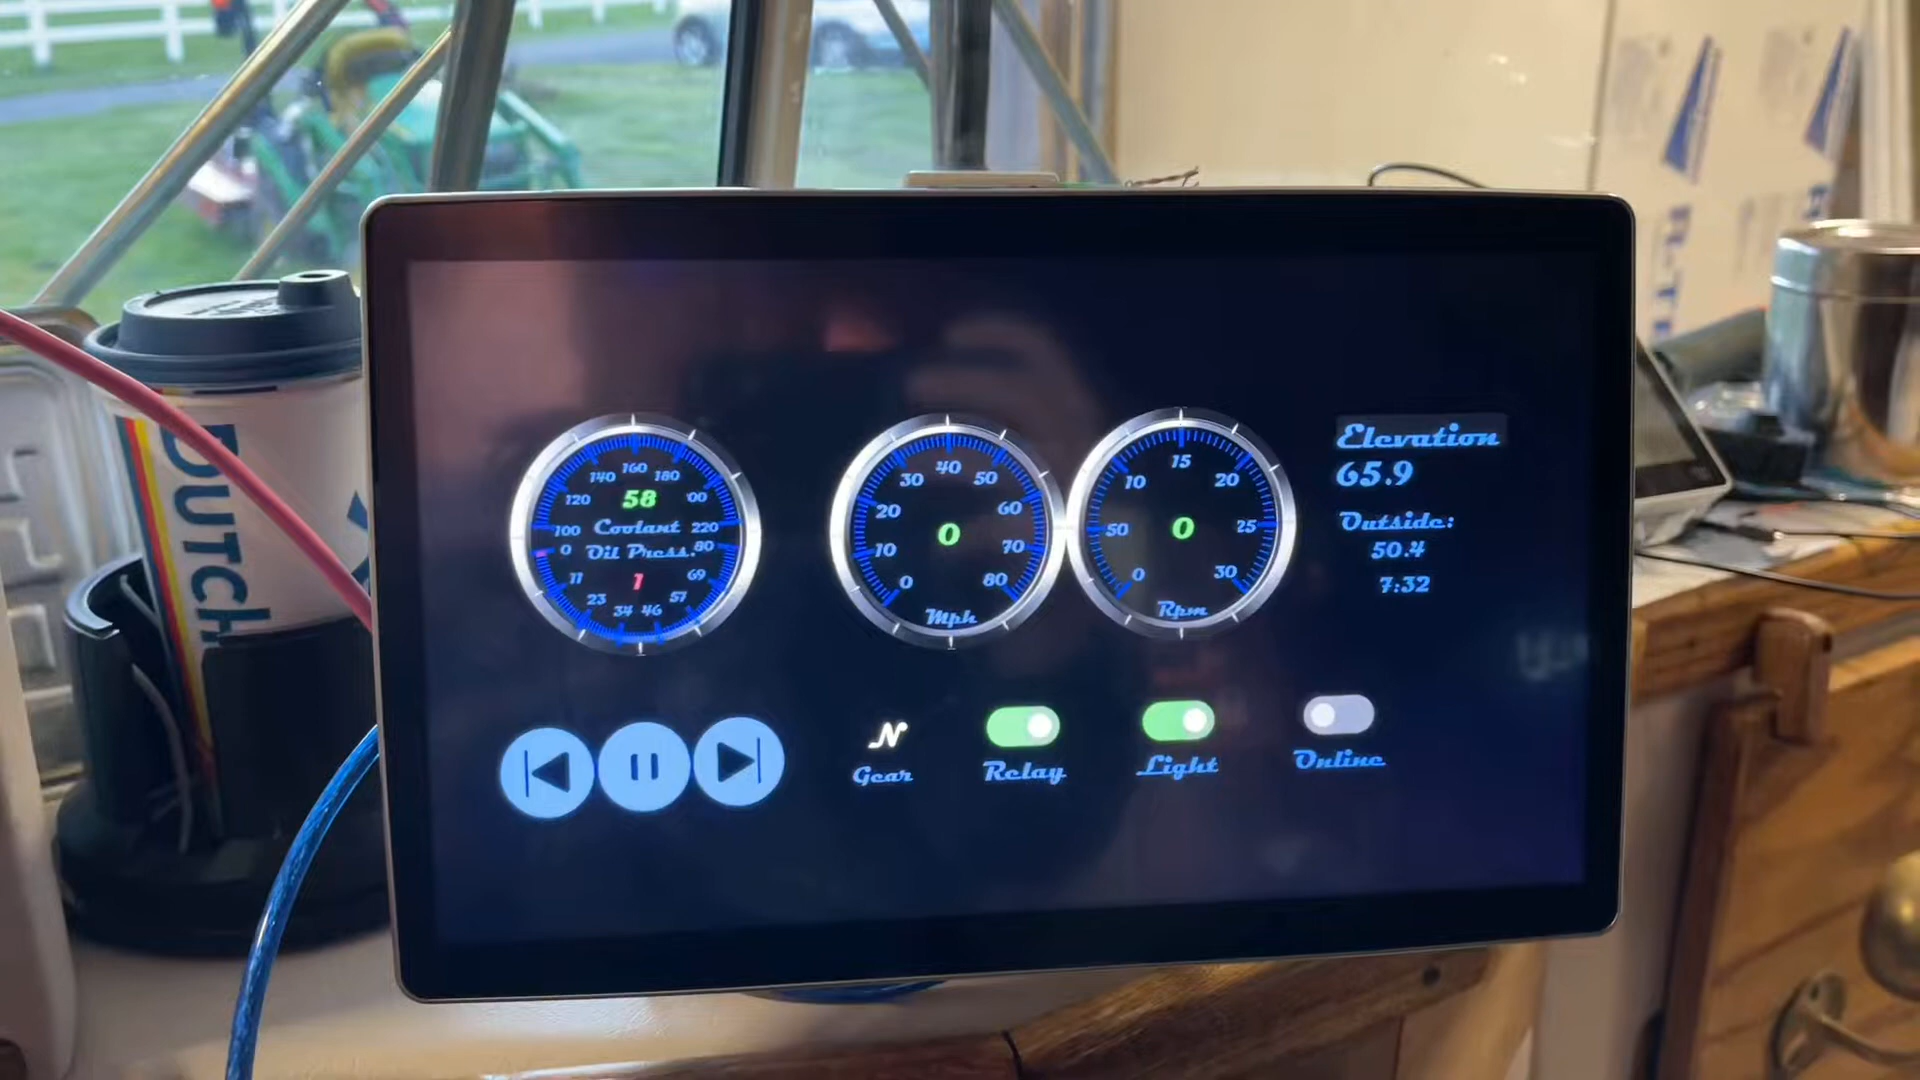 140 160 180
120 58 '00
100 Coolant 220
0 Oil Press. 80
11 1 69
23 34 46 57
30 40 50
20 60
0
10 70
0 80
Mph
15
10 20
50 0 25
0 30
Rpm
Elevation
65.9
Outside:
50.4
7:32
N
Gear
Relay
Light
Online
DUTCH